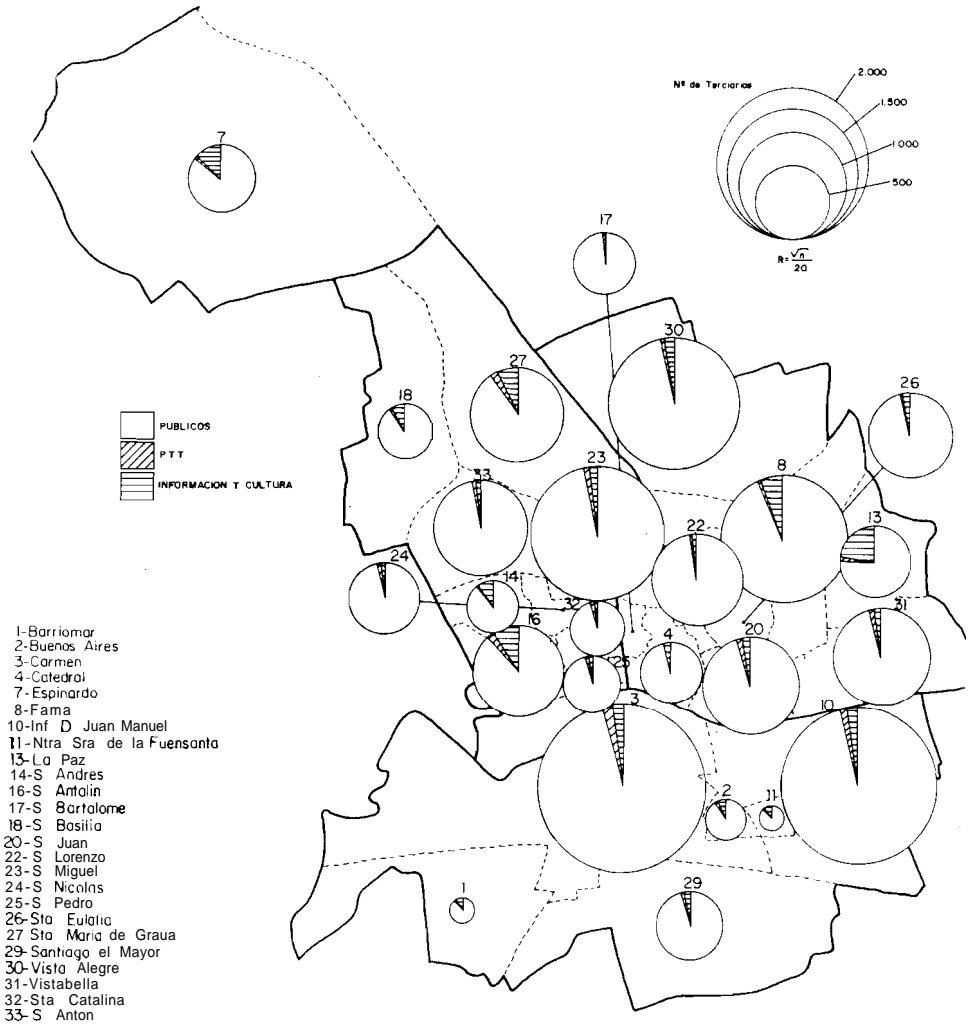 2.000
Nº de Terciarios
1.500
1 000
500
R=√n/20
7
17
30
27
26
18
PUBLICOS
PTT
INFORMACION Y CULTURA
23
8
33
22
13
24
14
32
31
16
4
20
25
3
10
2
11
1
29
1-Barriomar
2-Buenos Aires
3-Carmen
4-Catedral
7-Espinardo
8-Fama
10-Inf D Juan Manuel
11-Ntra Sra de la Fuensanta
13-La Paz
14-S Andres
16-S Antolin
17-S Bartolome
18-S Basilio
20-S Juan
22-S Lorenzo
23-S Miguel
24-S Nicolas
25-S Pedro
26-Sta Eulalia
27 Sta Maria de Graua
29-Santiago el Mayor
30-Vista Alegre
31-Vistabella
32-Sta Catalina
33-S Anton